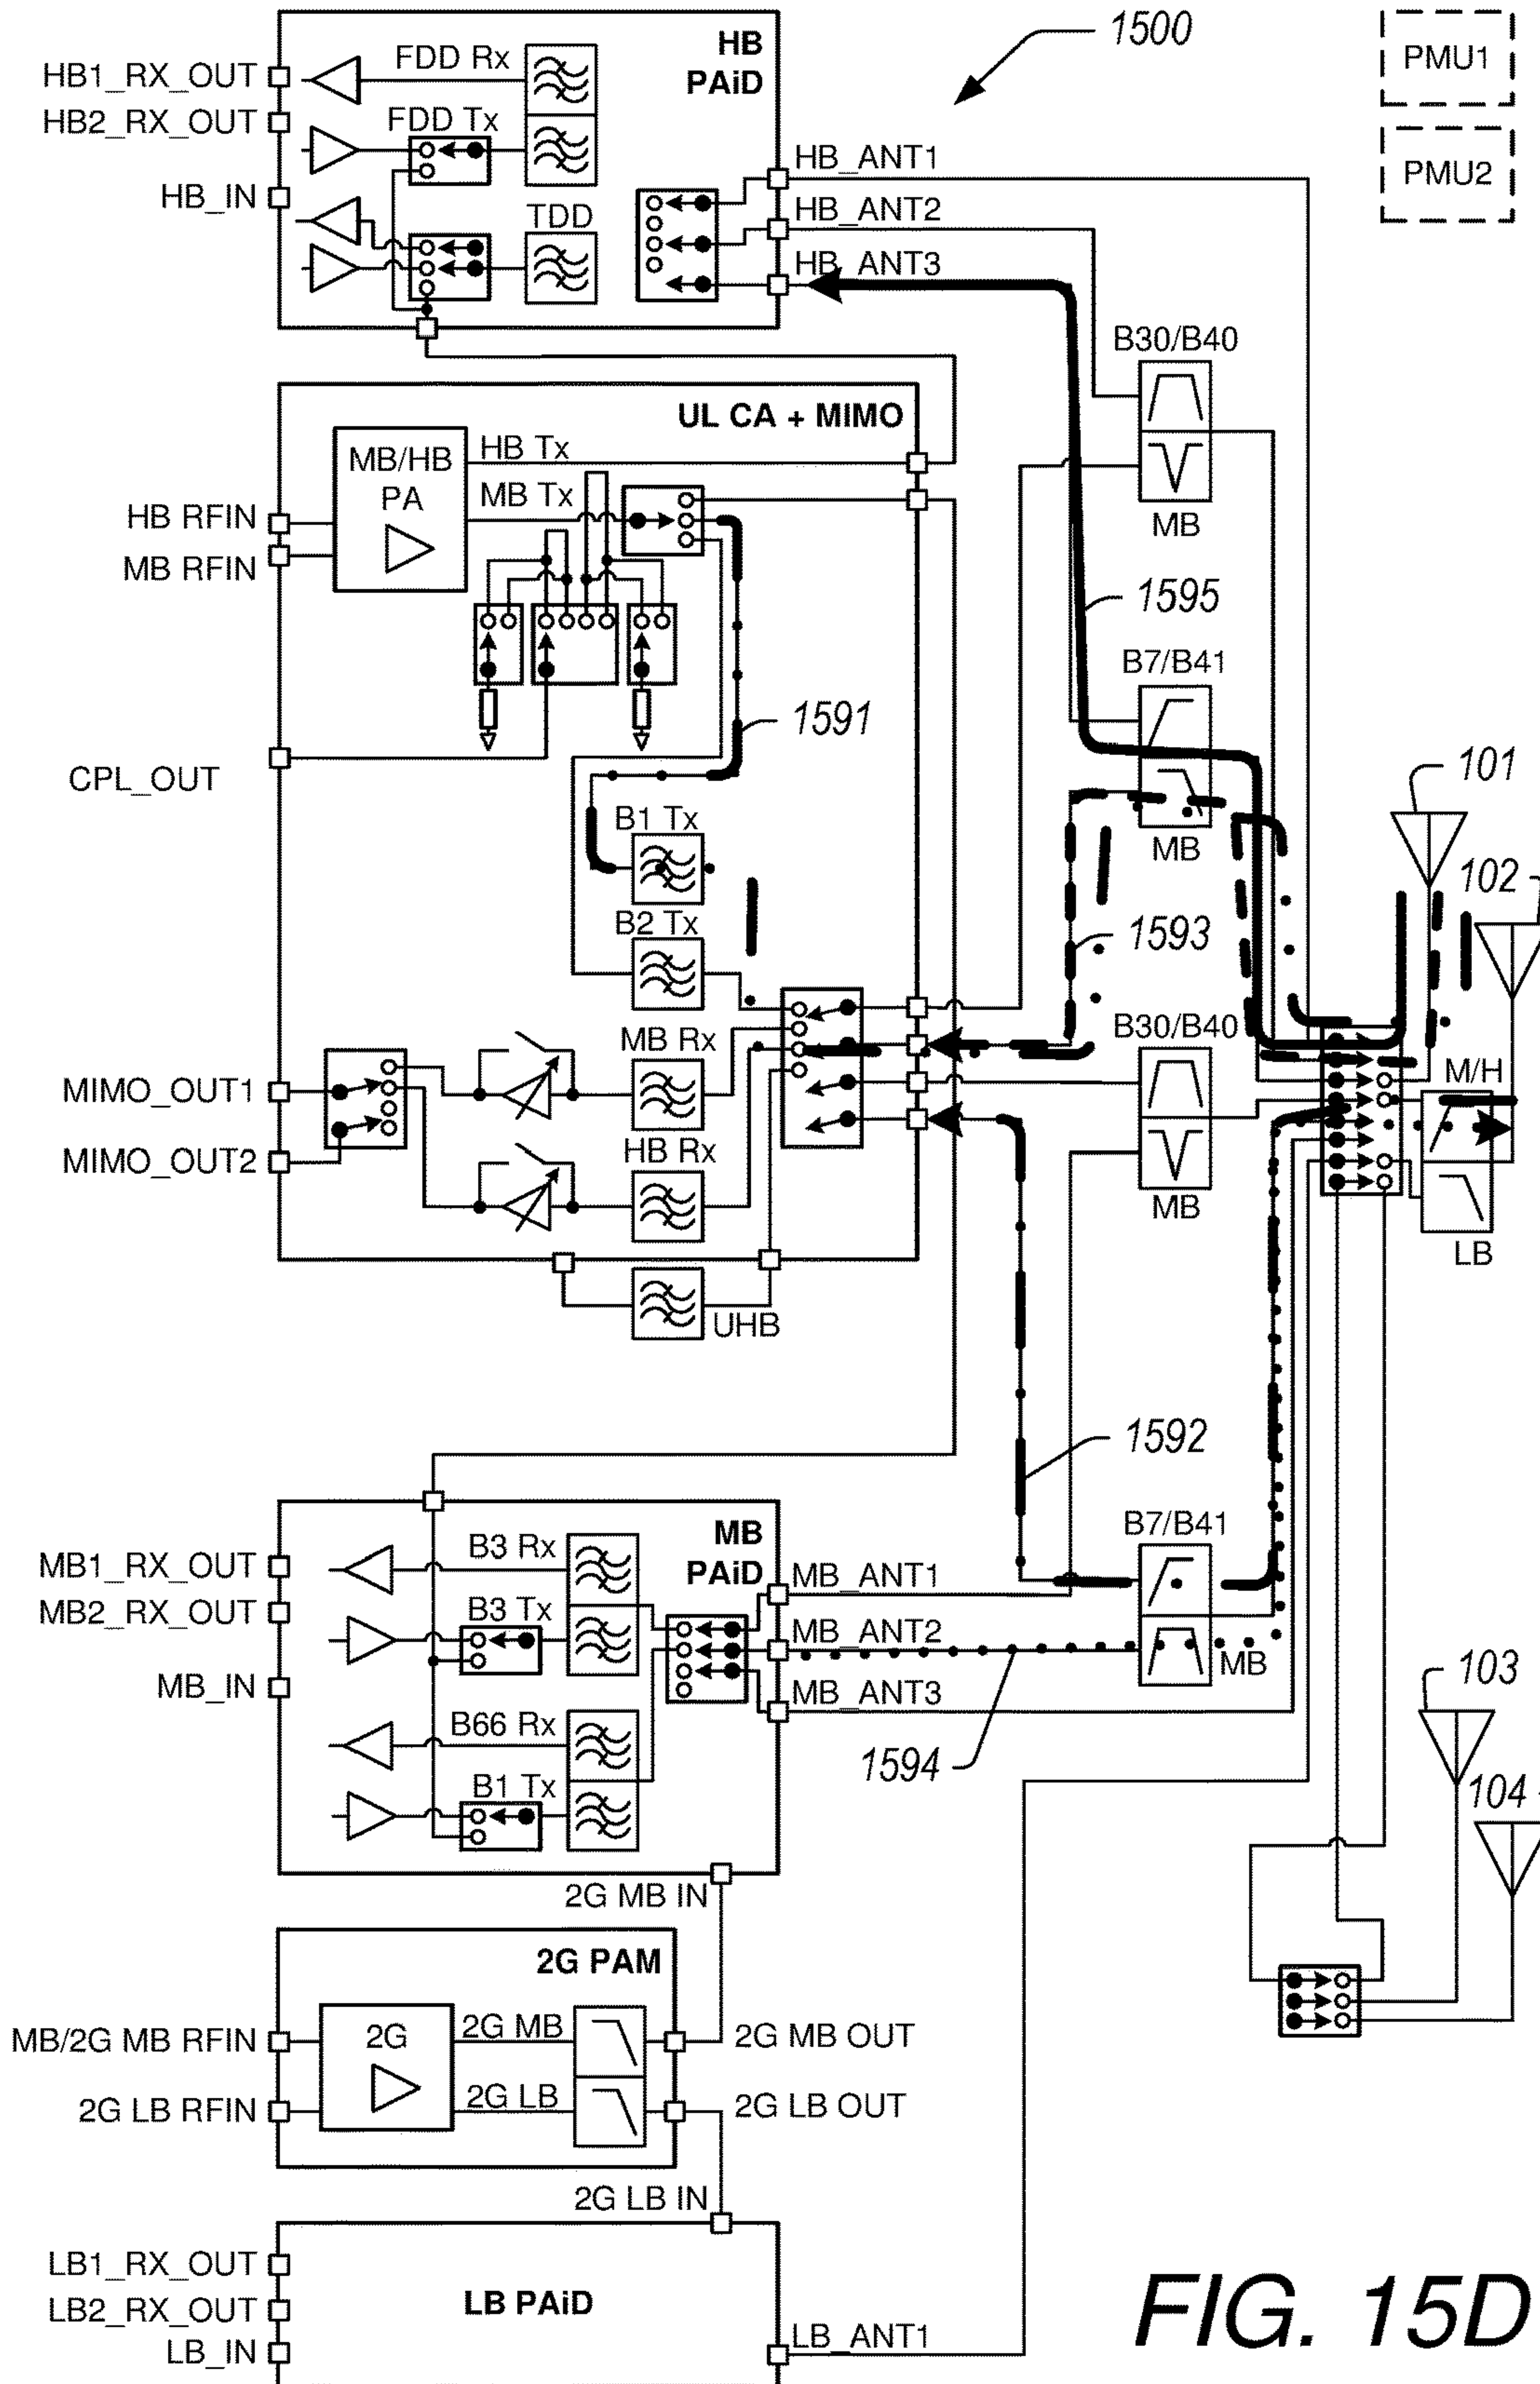 1500
PMU1
PMU2
HB
PAiD
HB1_RX_OUT
HB2_RX_OUT
HB_IN
FDD Rx
FDD Tx
TDD
HB_ANT1
HB_ANT2
HB_ANT3
B30/B40
MB
UL CA + MIMO
MB/HB
PA
HB Tx
MB Tx
HB RFIN
MB RFIN
CPL_OUT
1595
B7/B41
MB
1591
101
102
B1 Tx
B2 Tx
1593
B30/B40
MB
MB Rx
HB Rx
MIMO_OUT1
MIMO_OUT2
M/H
LB
UHB
1592
B7/B41
MB
MB
PAiD
MB1_RX_OUT
MB2_RX_OUT
MB_IN
B3 Rx
B3 Tx
B66 Rx
B1 Tx
MB_ANT1
MB_ANT2
MB_ANT3
1594
103
104
2G MB IN
2G PAM
MB/2G MB RFIN
2G LB RFIN
2G
2G MB
2G LB
2G MB OUT
2G LB OUT
2G LB IN
LB1_RX_OUT
LB2_RX_OUT
LB_IN
LB PAiD
LB_ANT1
FIG. 15D